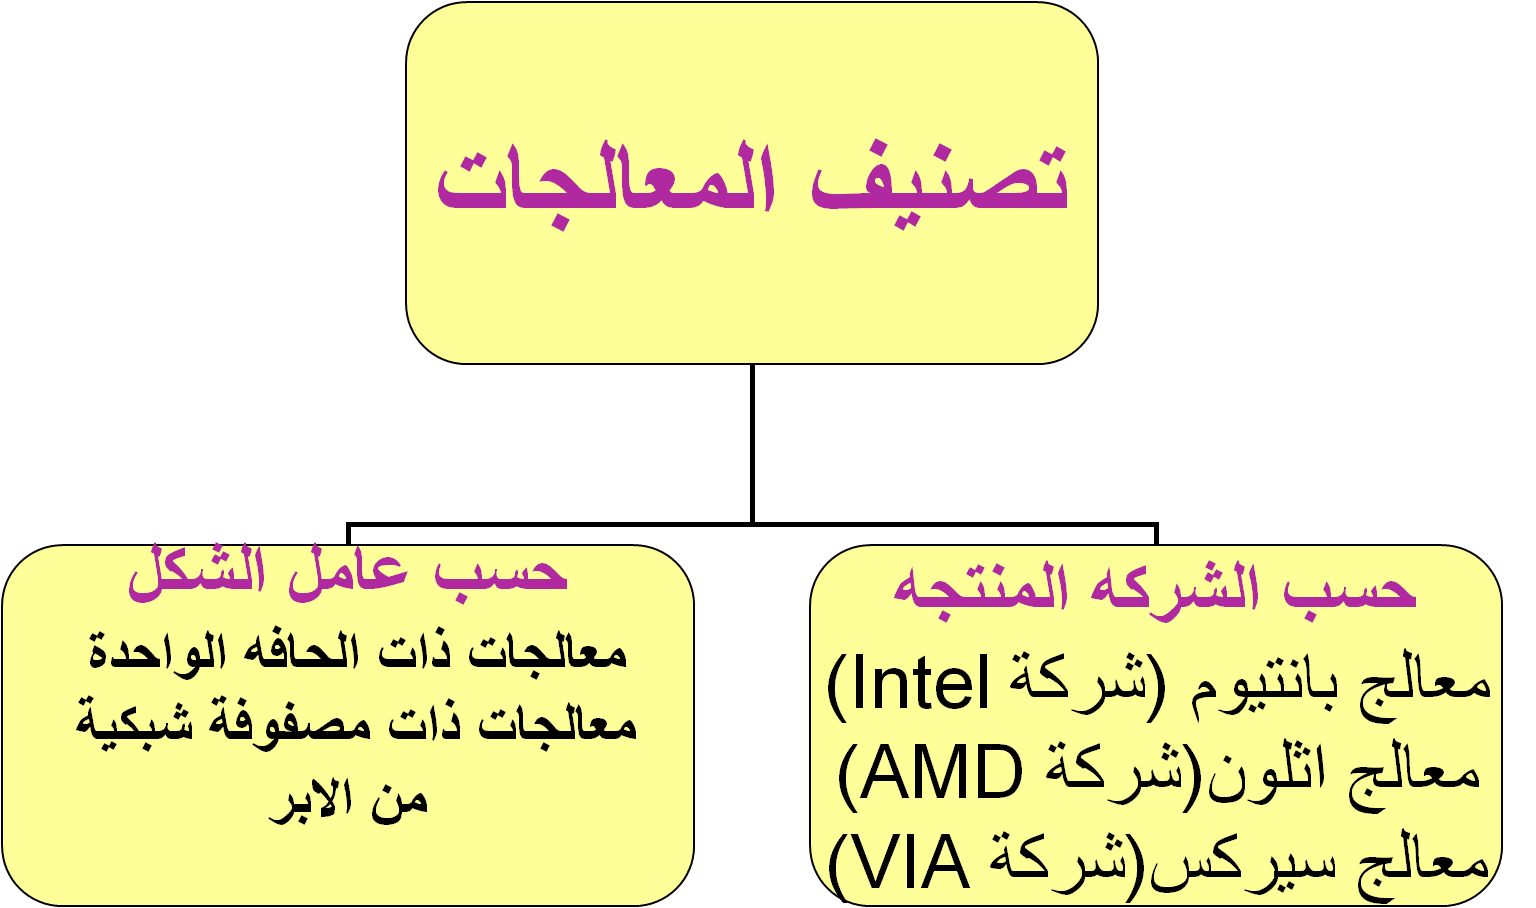 تصنيف المعالجات
حسب الشركه المنتجه
معالج بانتيوم (شركة Intel)
معالج اثلون(شركة AMD)
معالج سيركس(شركة VIA)
حسب عامل الشكل
معالجات ذات الحافه الواحدة
معالجات ذات مصفوفة شبكية
من الابر